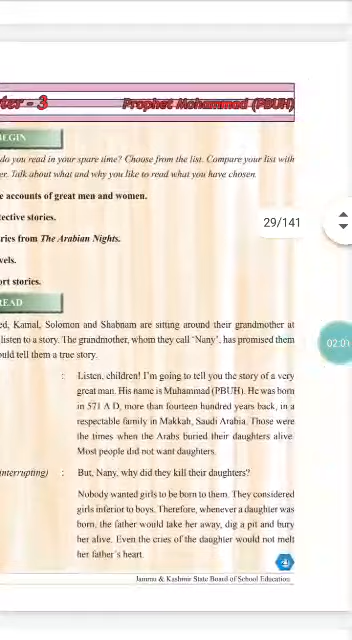 ter - 3 Prophet Mohammad (PBUH)
BEGIN
do you read in your spare time? Choose from the list. Compare your list with
er. Talk about what and why you like to read what you have chosen.
e accounts of great men and women.
tective stories.
29/141
ries from The Arabian Nights.
vels.
ort stories.
READ
ed, Kamal, Solomon and Shabnam are sitting around their grandmother at
listen to a story. The grandmother, whom they call ‘Nany’, has promised them
ould tell them a true story.
02:01
: Listen, children! I’m going to tell you the story of a very
great man. His name is Muhammad (PBUH). He was born
in 571 A D, more than fourteen hundred years back, in a
respectable family in Makkah, Saudi Arabia. Those were
the times when the Arabs buried their daughters alive.
Most people did not want daughters.
interrupting) : But, Nany, why did they kill their daughters?
Nobody wanted girls to be born to them. They considered
girls inferior to boys. Therefore, whenever a daughter was
born, the father would take her away, dig a pit and bury
her alive. Even the cries of the daughter would not melt
her father’s heart.
Jammu & Kashmir State Board of School Education